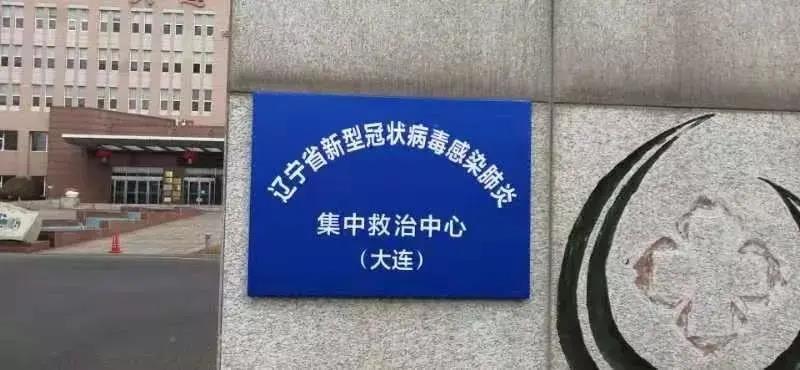 辽宁省新型冠状病毒感染肺炎
集中救治中心
（大连）